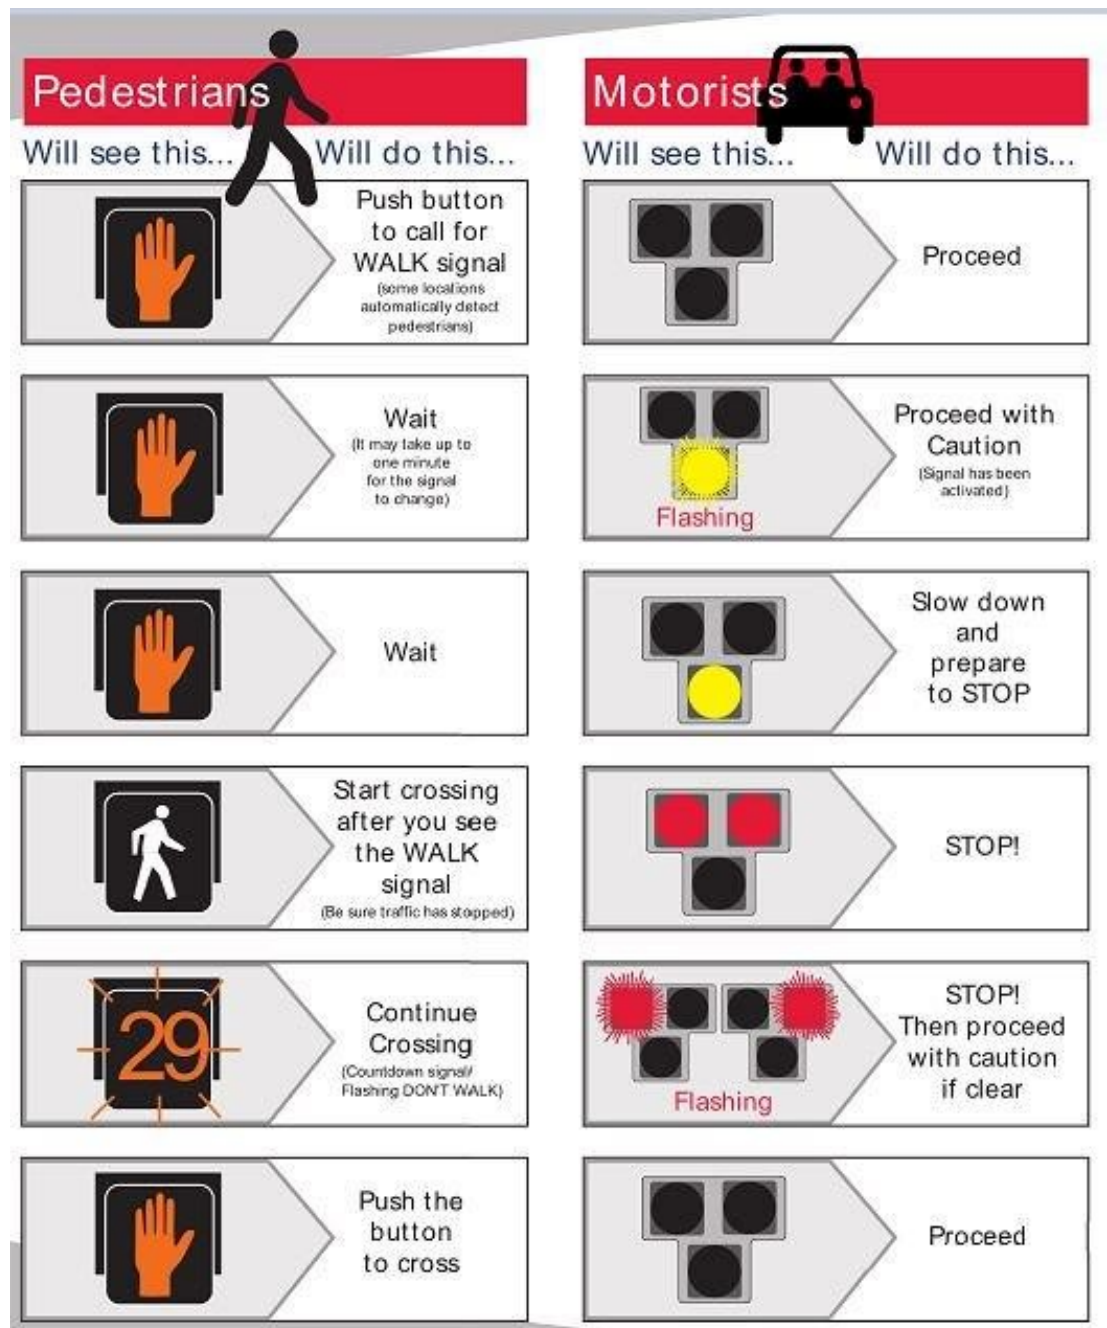 Pedestrians
Will see this...
Will do this...
Push button
to call for
WALK signal
(some locations
automatically detect
pedestrians)
Wait
(It may take up to
one minute
for the signal
to change)
Wait
Start crossing
after you see
the WALK
signal
(Be sure traffic has stopped)
29
Continue
Crossing
(Countdown signal/
Flashing DON'T WALK)
Push the
button
to cross
Motorists
Will see this...
Will do this...
Proceed
Flashing
Proceed with
Caution
(Signal has been
activated)
Slow down
and
prepare
to STOP
STOP!
Flashing
STOP!
Then proceed
with caution
if clear
Proceed